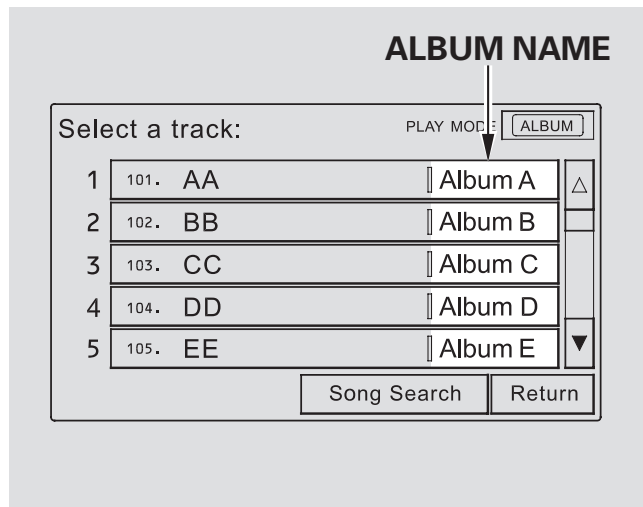 ALBUM NAME
Select a track: PLAY MODE ALBUM
1 101. AA Album A
2 102. BB Album B
3 103. CC Album C
4 104. DD Album D
5 105. EE Album E
Song Search Return